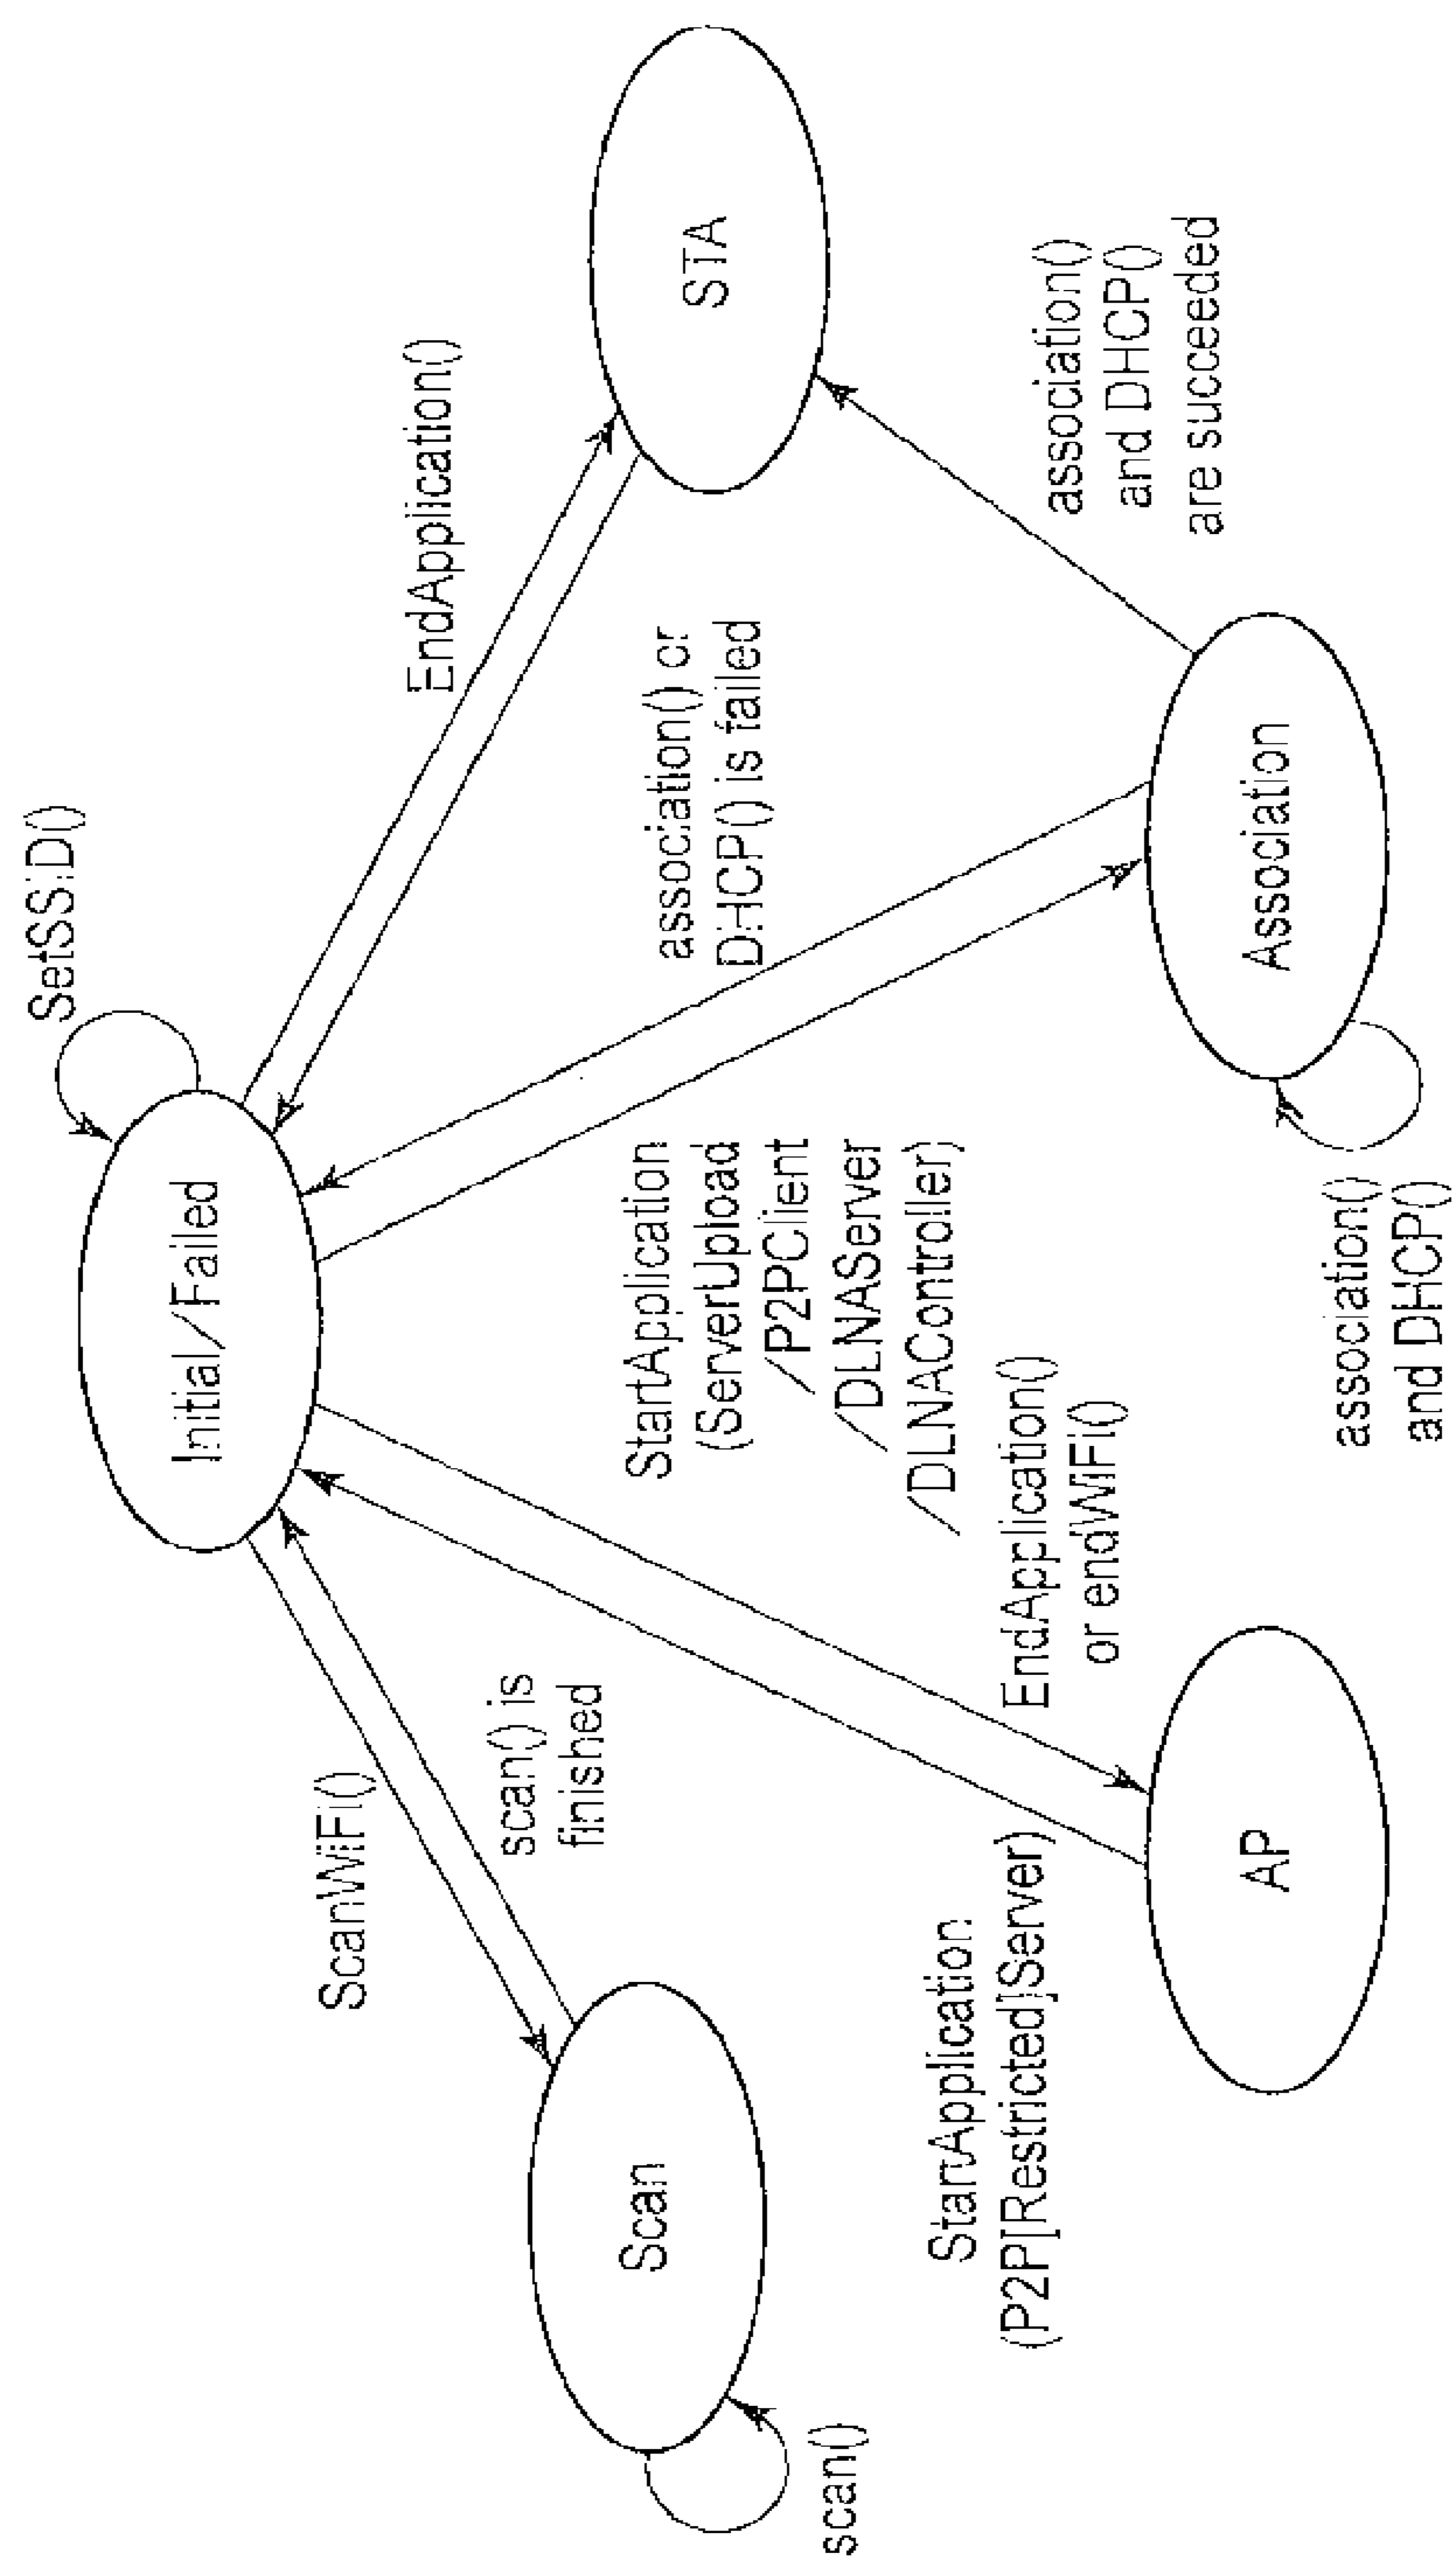 SetSSiD()
Initial/Failed
ScanWiFi()
scan() is
finished
EndApplication()
Scan
scan()
STA
association() or
DHCP() is failed
StartApplication
(ServerUpload
/P2PClient
/DLNAServer
/DLNAController)
StartApplication
(P2P[Restricted]Server)
EndApplication()
or endWiFi()
association()
and DHCP()
are succeeded
AP
Association
association()
and DHCP()